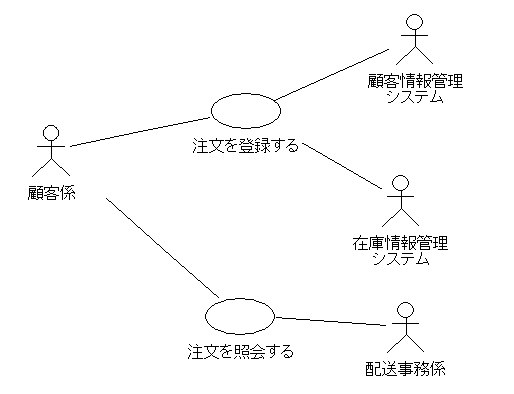 顧客情報管理
システム
注文を登録する
顧客係
在庫情報管理
システム
注文を照会する
配送事務係